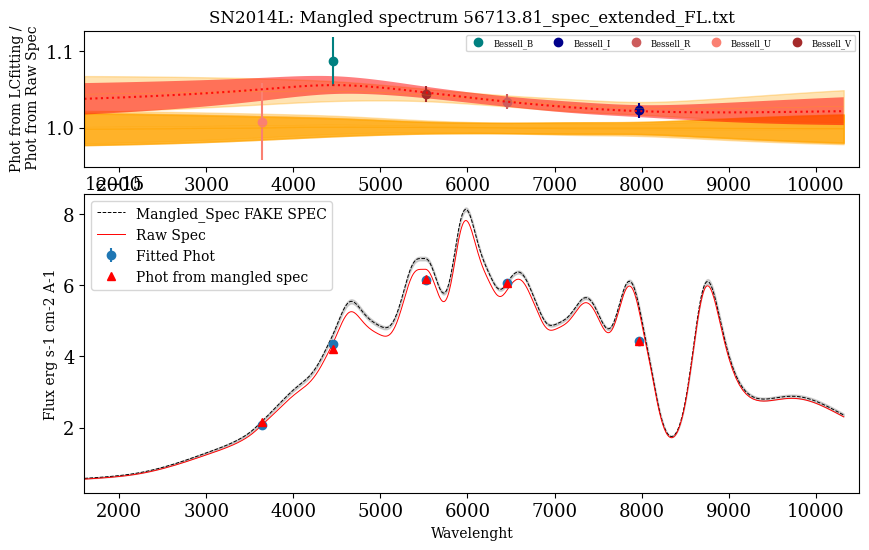 SN2014L: Mangled spectrum 56713.81_spec_extended_FL.txt
Phot from LCfitting /
Phot from Raw Spec
1.1
1.0
Bessell_B Bessell_I Bessell_R Bessell_U Bessell_V
2000 3000 4000 5000 6000 7000 8000 9000 10000
Flux erg s-1 cm-2 A-1
8
6
4
2
Mangled_Spec FAKE SPEC
Raw Spec
Fitted Phot
Phot from mangled spec
2000 3000 4000 5000 6000 7000 8000 9000 10000
Wavelenght